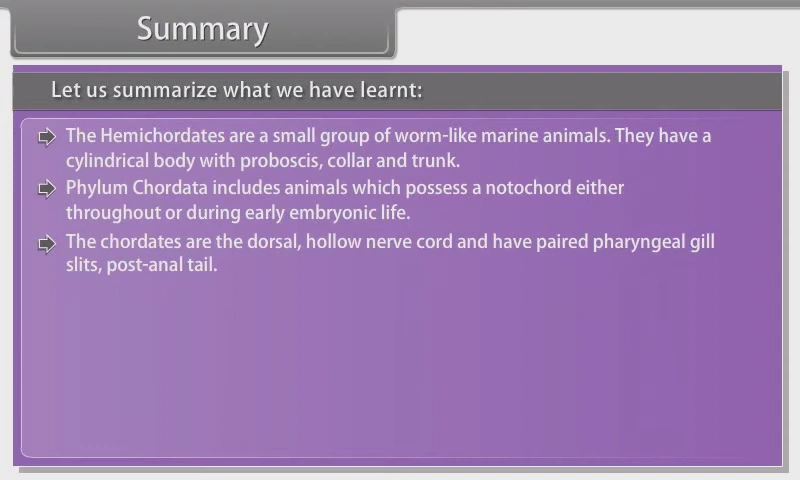 Summary
Let us summarize what we have learnt:
The Hemichordates are a small group of worm-like marine animals. They have a
cylindrical body with proboscis, collar and trunk.
Phylum Chordata includes animals which possess a notochord either
throughout or during early embryonic life.
The chordates are the dorsal, hollow nerve cord and have paired pharyngeal gill
slits, post-anal tail.